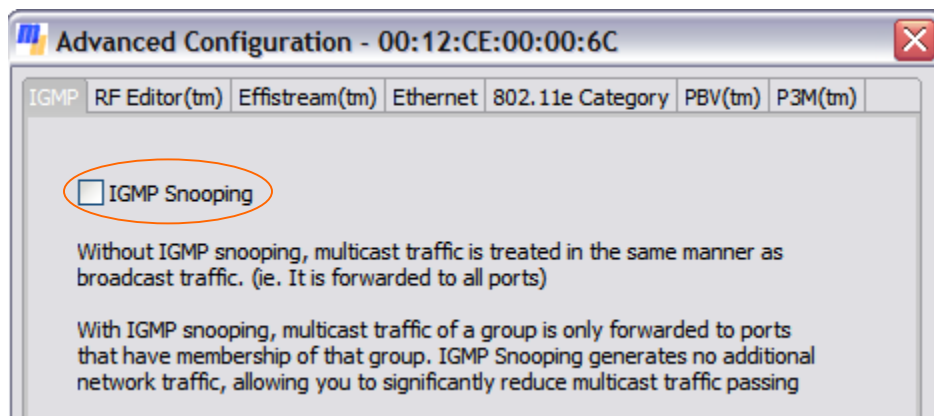 Advanced Configuration - 00:12:CE:00:00:6C
IGMP RF Editor(tm) Effistream(tm) Ethernet 802.11e Category PBV(tm) P3M(tm)
IGMP Snooping
Without IGMP snooping, multicast traffic is treated in the same manner as
broadcast traffic. (ie. It is forwarded to all ports)
With IGMP snooping, multicast traffic of a group is only forwarded to ports
that have membership of that group. IGMP Snooping generates no additional
network traffic, allowing you to significantly reduce multicast traffic passing